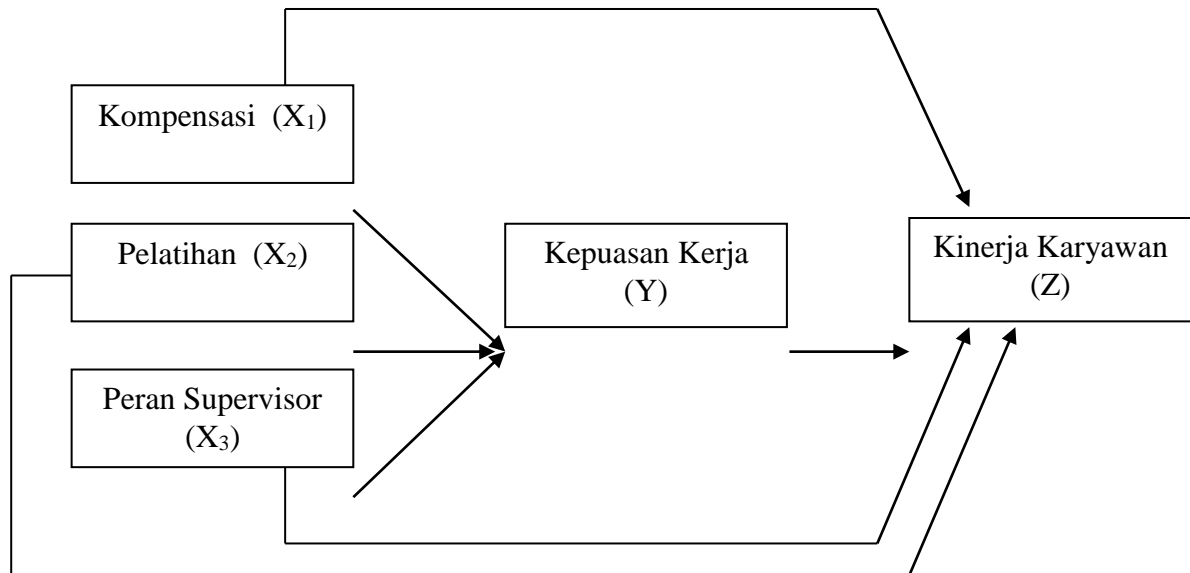 Kompensasi (X₁)
Pelatihan (X₂)
Peran Supervisor
(X₃)
Kepuasan Kerja
(Y)
Kinerja Karyawan
(Z)